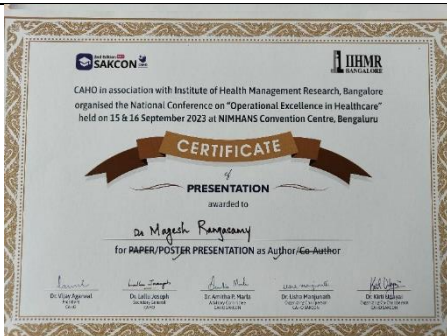 SAKCON
IIHMR
BANGALORE
CAHO in association with Institute of Health Management Research, Bangalore
organised the National Conference on "Operational Excellence in Healthcare"
held on 15 & 16 September 2023 at NIMHANS Convention Centre, Bengaluru
CERTIFICATE
of
PRESENTATION
awarded to
Dr Magesh Rangasamy
for PAPER/POSTER PRESENTATION as Author/Co-Author
Dr. Vijay Agarwal
Dr. Lallu Joseph
Dr. Usha Manjunath